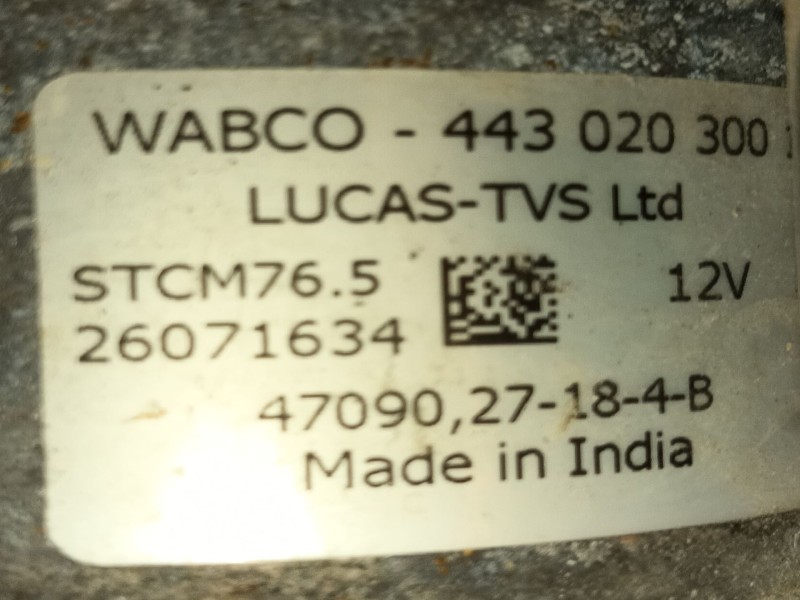 WABCO - 443 020 300
LUCAS-TVS Ltd
STCM76.5
12V
26071634
47090,27-18-4-B
Made in India